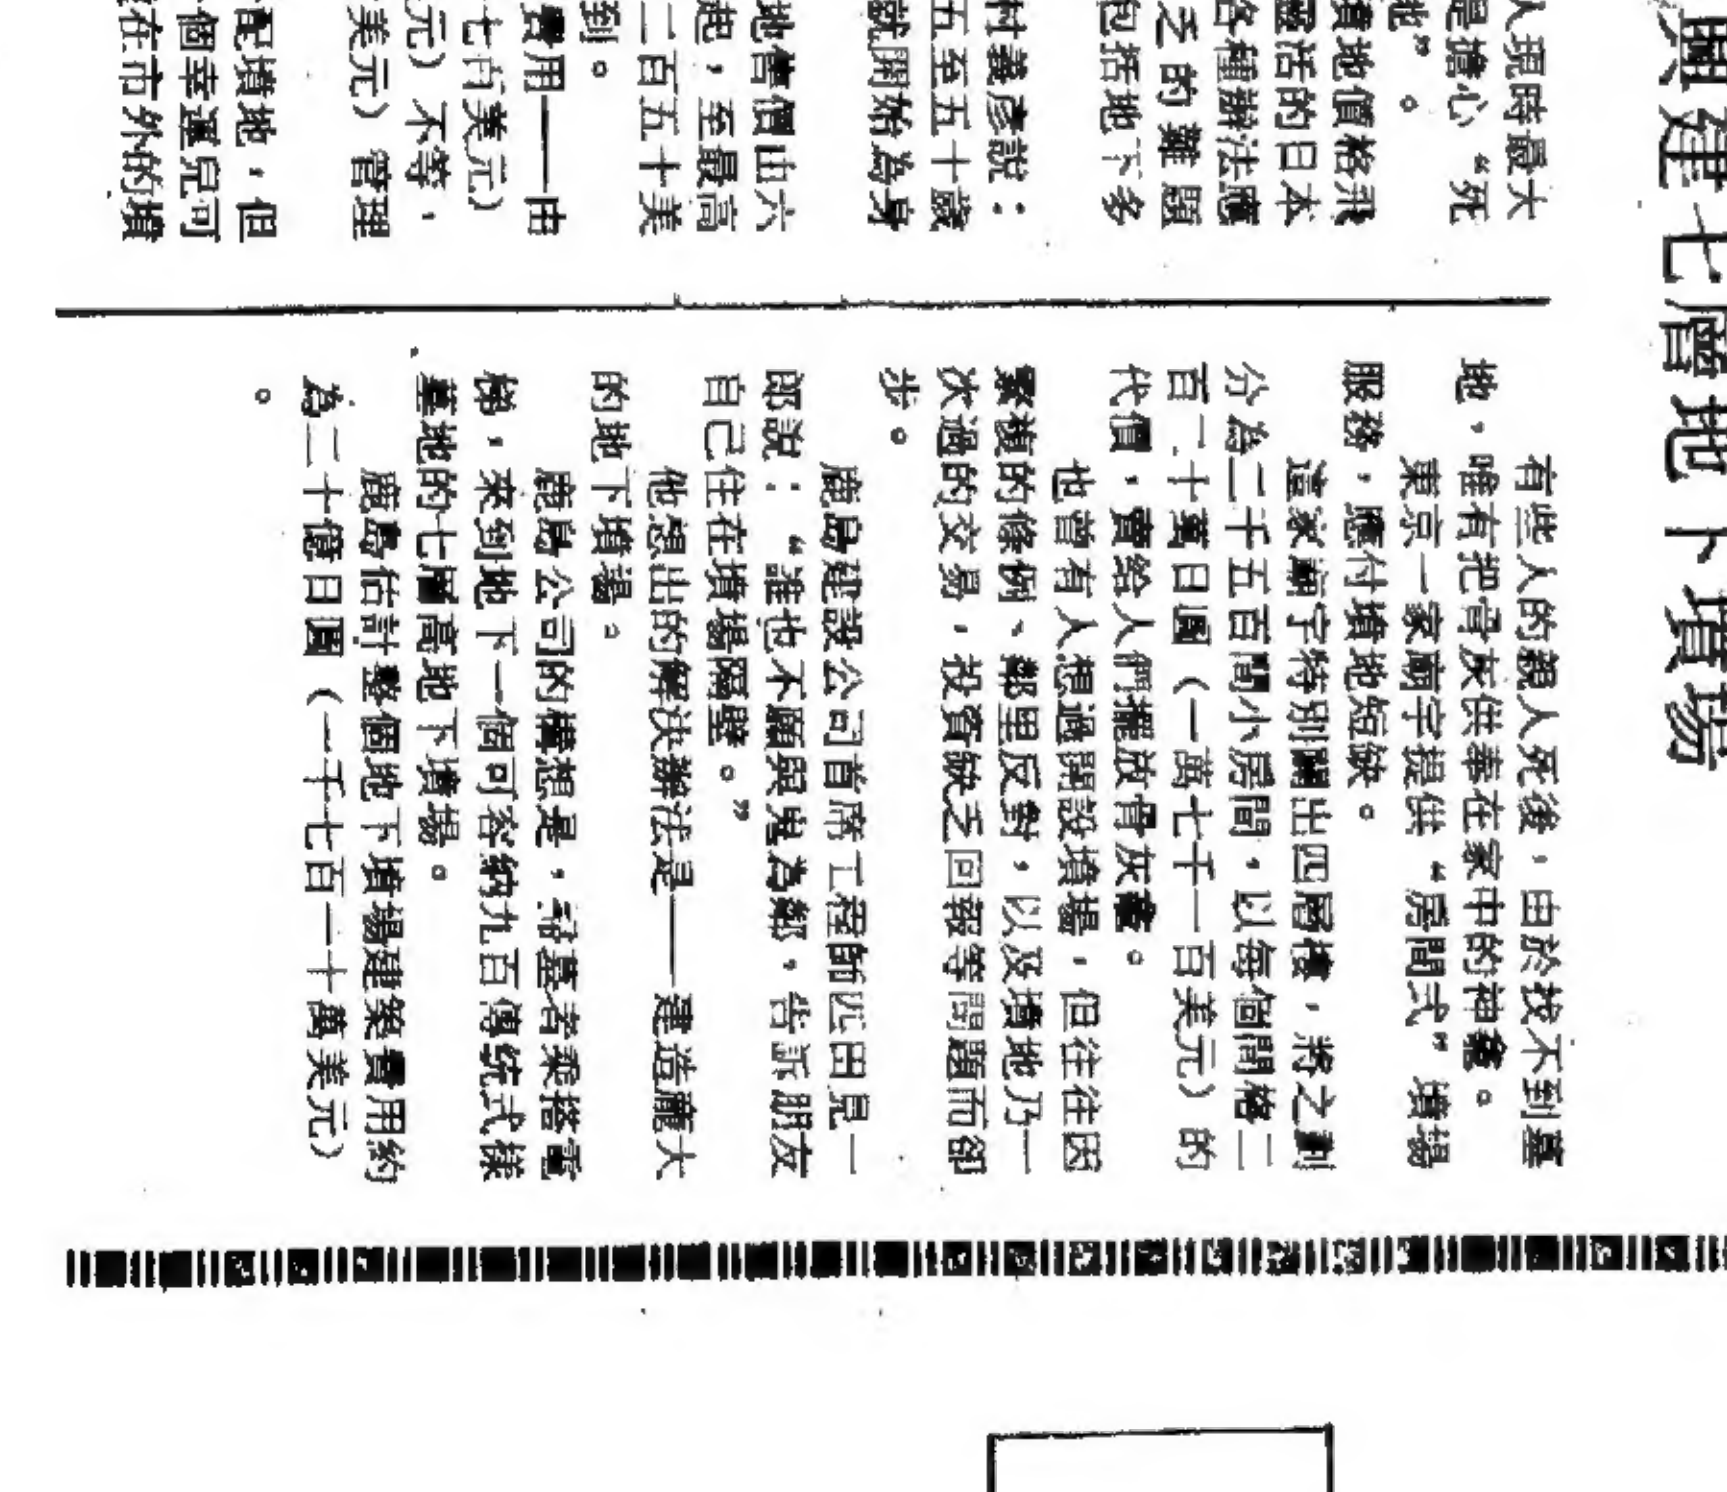 興建七層地下墳場
人現時最大
是擔心“死
地”。
墳地價格飛
靈活的日本
各種辦法應
乏的難題
包括地下多
村義彥說：
五至五十歲
就開始為身
地售價由六
起，至最高
二百五十美
到。
費用——由
七百美元）
元）不等，
美元）管理
配墳地，但
個幸運兒可
在市外的墳
有些人的親人死後，由於找不到墓
地，唯有把骨灰供奉在家中的神龕。
東京一家廟宇提供“房間式”墳場
服務，應付墳地短缺。
這家廟宇特別闢出四層樓，將之劃
分為二千五百間小房間，以每個間格二
百二十萬日圓（一萬七千一百美元）的
代價，賣給人們擺放骨灰甕。
也曾有人想過開設墳場，但往往因
繁複的條例、鄰里反對，以及墳地乃一
次過的交易，投資缺乏回報等問題而卻
步。
鹿島建設公司首席工程師匹田見一
郎說：“誰也不願與鬼為鄰，告訴朋友
自己住在墳場隔壁。”
他想出的解決辦法是——建造龐大
的地下墳場。
鹿島公司的構想是，謁墓者乘搭電
梯，來到地下一個可容納九百傳統式樣
墓地的七層高地下墳場。
鹿島估計整個地下墳場建築費用約
為二十億日圓（一千七百一十萬美元）
。